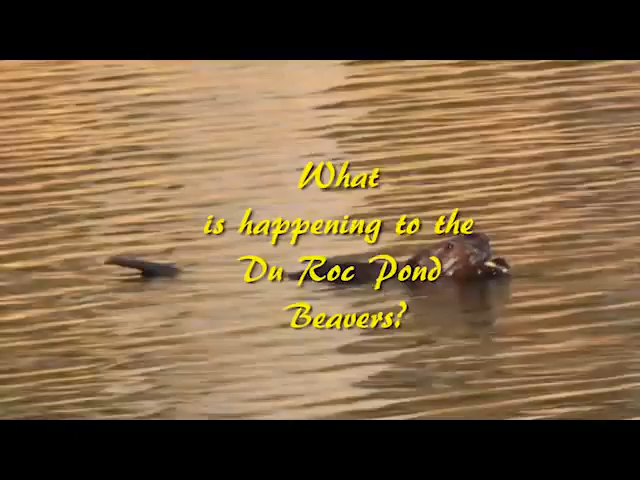 What
is happening to the
Du Roc Pond
Beavers?